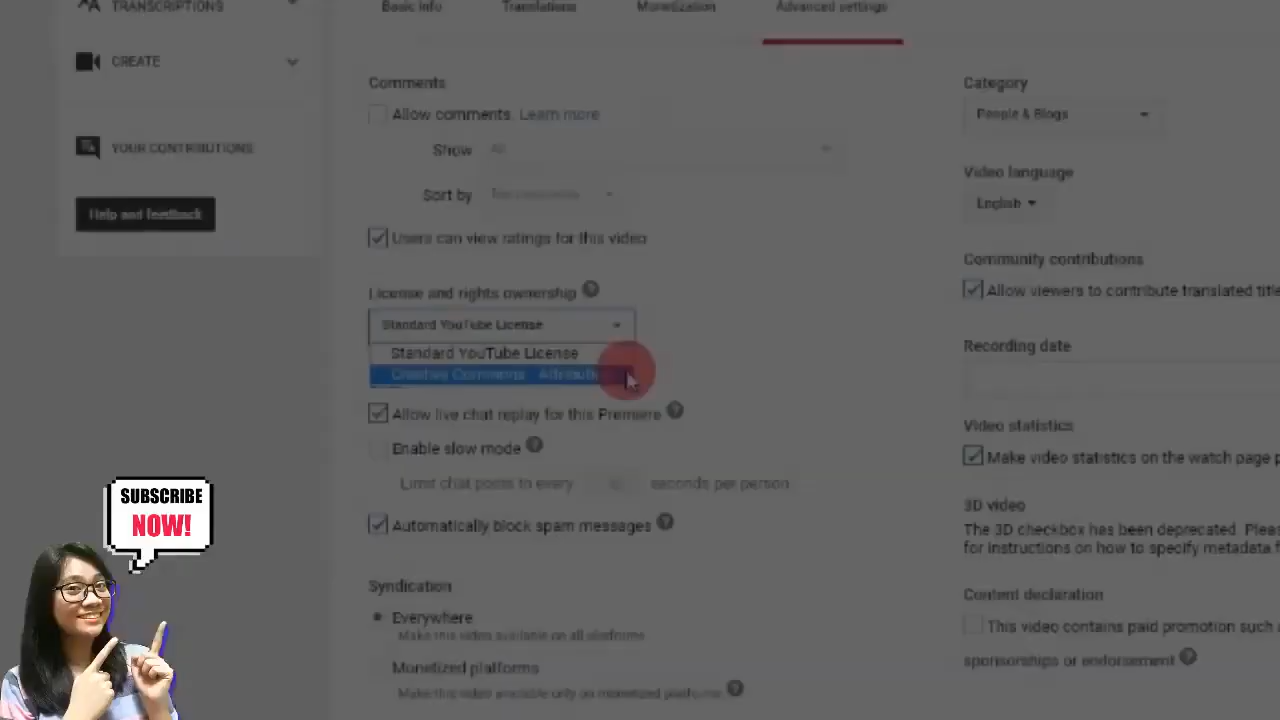 TRANSCRIPTIONS
CREATE
YOUR CONTRIBUTIONS
Help and feedback
SUBSCRIBE
NOW!
Basic info Translations Monetization Advanced settings
Comments
Allow comments. Learn more
Show All
Sort by
Users can view ratings for this video
License and rights ownership
Standard YouTube License
Standard YouTube License
Creative Commons - Attributi
Allow live chat replay for this Premiere
Enable slow mode
Limit chat posts to every seconds per person
Automatically block spam messages
Syndication
Everywhere
Make this video available on all platforms
Monetized platforms
Make this video available only on monetized platforms
Category
People & Blogs
Video language
English
Community contributions
Allow viewers to contribute translated title
Recording date
Video statistics
Make video statistics on the watch page p
3D video
The 3D checkbox has been deprecated. Pleas
for instructions on how to specify metadata f
Content declaration
This video contains paid promotion such a
sponsorships or endorsement